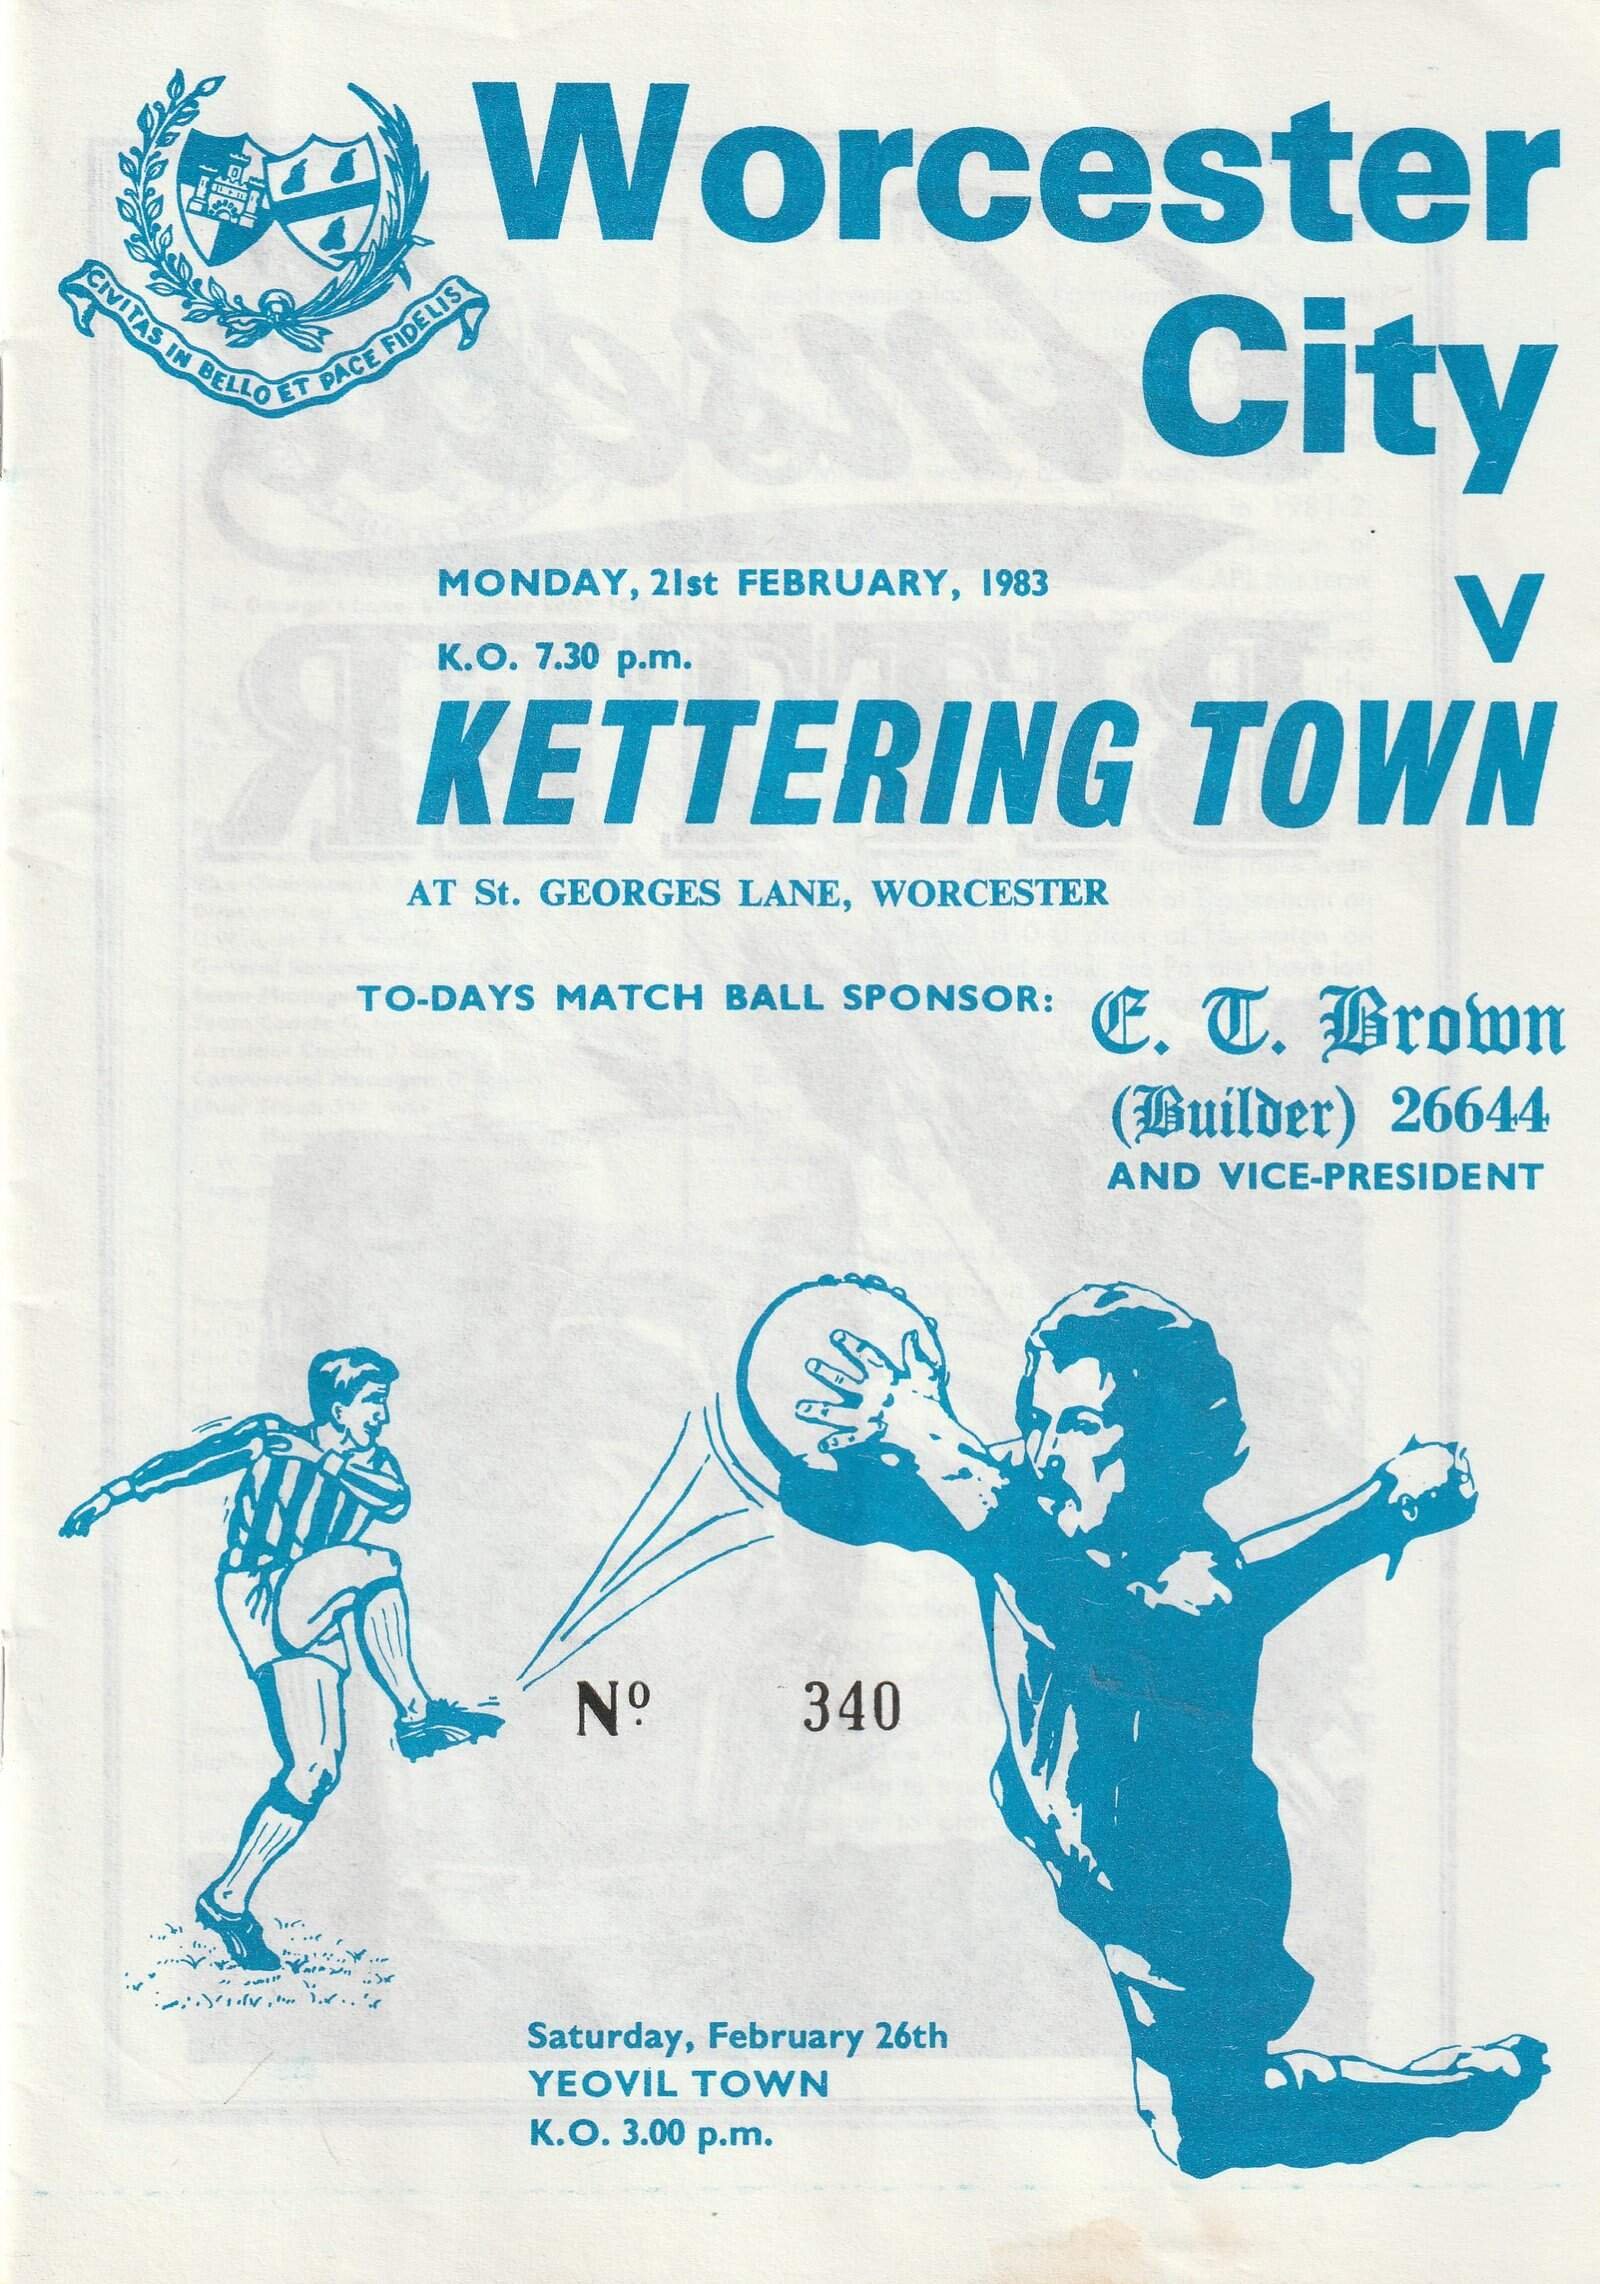 Worcester
City
CIVITAS IN BELLO ET PACE FIDELIS
v
MONDAY, 21st FEBRUARY, 1983
K.O. 7.30 p.m.
KETTERING TOWN
AT St. GEORGES LANE, WORCESTER
TO-DAYS MATCH BALL SPONSOR: E. T. Brown
(Builder) 26644
AND VICE-PRESIDENT
Nº 340
Saturday, February 26th
YEOVIL TOWN
K.O. 3.00 p.m.